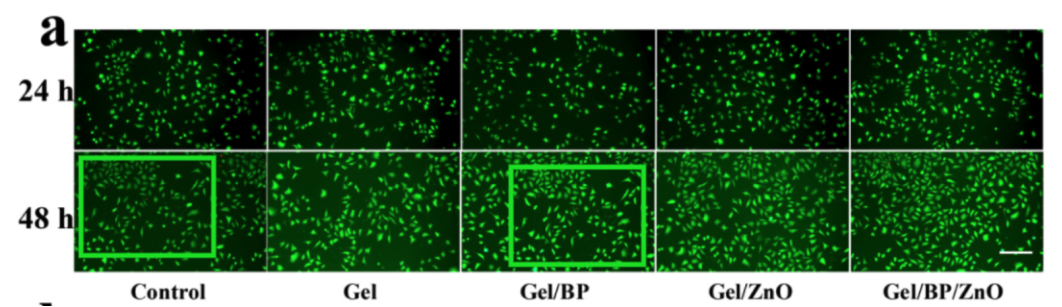 a
24 h
48 h
Control Gel Gel/BP Gel/ZnO Gel/BP/ZnO